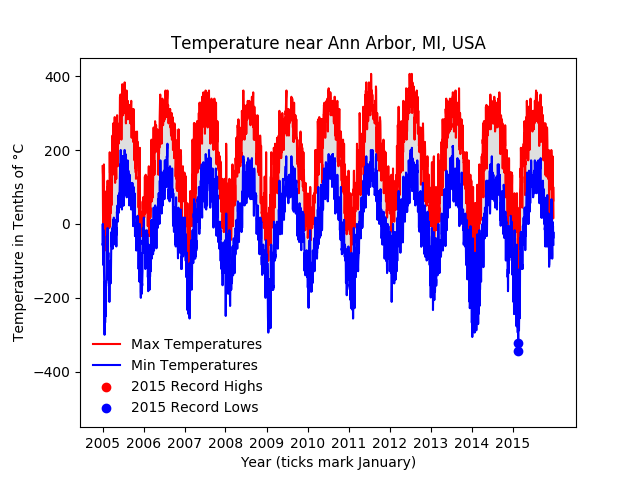 Temperature near Ann Arbor, MI, USA
Temperature in Tenths of °C
400
200
0
−200
−400
Max Temperatures
Min Temperatures
2015 Record Highs
2015 Record Lows
2005 2006 2007 2008 2009 2010 2011 2012 2013 2014 2015
Year (ticks mark January)